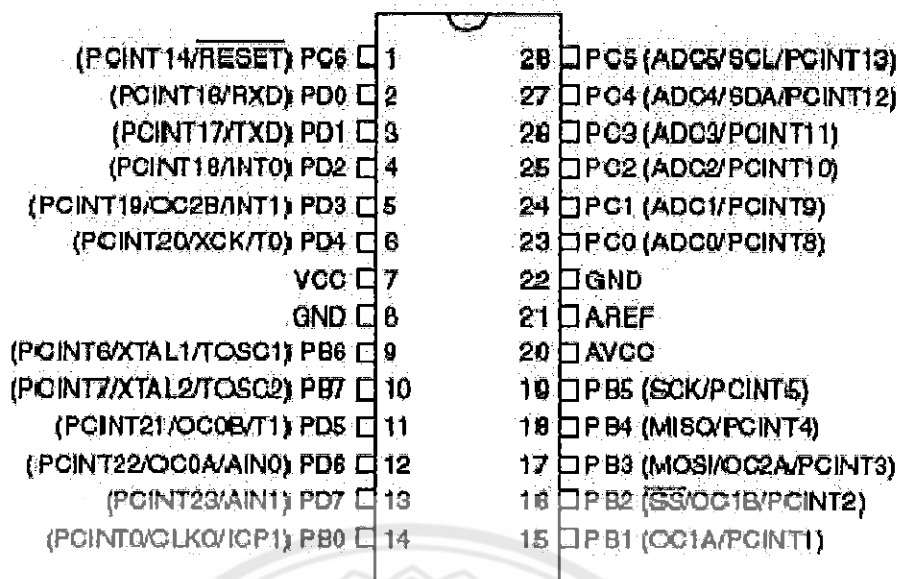 (PCINT14/RESET) PC6 1 28 PC5 (ADC5/SCL/PCINT13)
(PCINT16/RXD) PD0 2 27 PC4 (ADC4/SDA/PCINT12)
(PCINT17/TXD) PD1 3 26 PC3 (ADC3/PCINT11)
(PCINT18/INT0) PD2 4 25 PC2 (ADC2/PCINT10)
(PCINT19/OC2B/INT1) PD3 5 24 PC1 (ADC1/PCINT9)
(PCINT20/XCK/T0) PD4 6 23 PC0 (ADC0/PCINT8)
VCC 7 22 GND
GND 8 21 AREF
(PCINT6/XTAL1/TOSC1) PB6 9 20 AVCC
(PCINT7/XTAL2/TOSC2) PB7 10 19 PB5 (SCK/PCINT5)
(PCINT21/OC0B/T1) PD5 11 18 PB4 (MISO/PCINT4)
(PCINT22/OC0A/AIN0) PD6 12 17 PB3 (MOSI/OC2A/PCINT3)
(PCINT23/AIN1) PD7 13 16 PB2 (SS/OC1B/PCINT2)
(PCINT0/CLKO/ICP1) PB0 14 15 PB1 (OC1A/PCINT1)